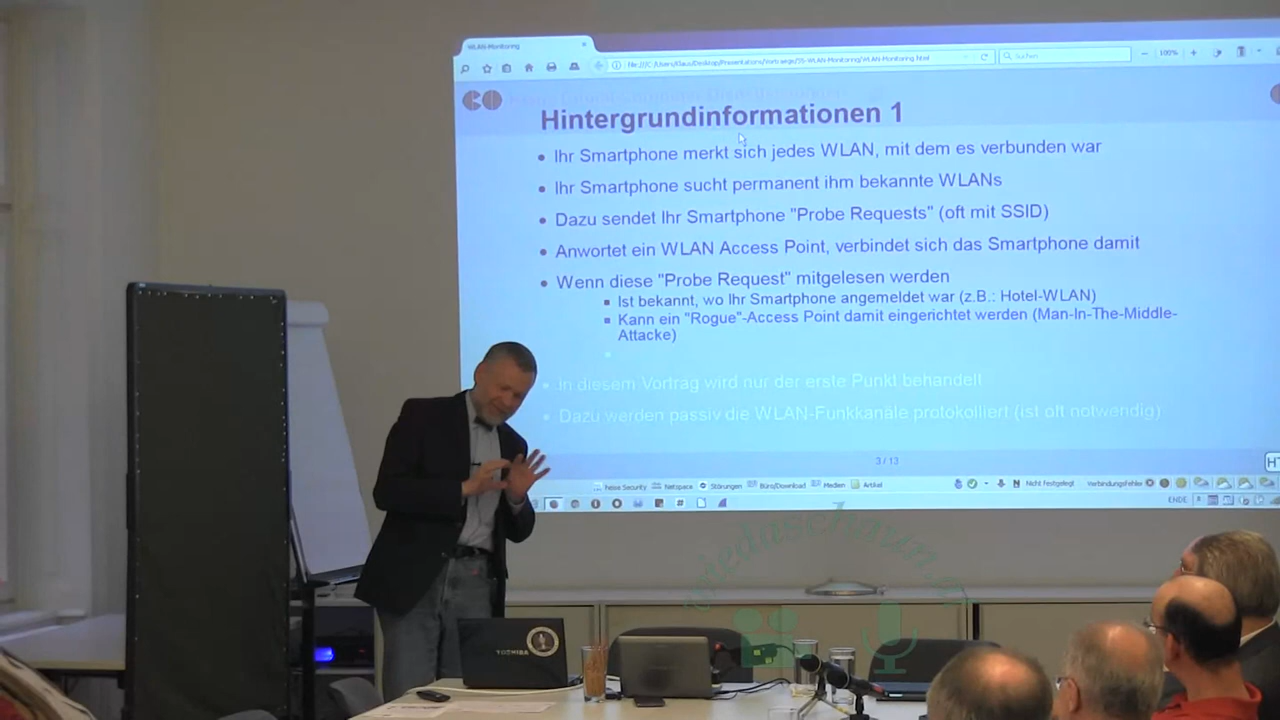 WLAN-Monitoring
file:///C:/Users/Klaus/Desktop/Presentations/Vortraege/35-WLAN-Monitoring/WLAN-Monitoring.html
Suchen
100%
Hintergrundinformationen 1
Ihr Smartphone merkt sich jedes WLAN, mit dem es verbunden war
Ihr Smartphone sucht permanent ihm bekannte WLANs
Dazu sendet Ihr Smartphone "Probe Requests" (oft mit SSID)
Anwortet ein WLAN Access Point, verbindet sich das Smartphone damit
Wenn diese "Probe Request" mitgelesen werden
Ist bekannt, wo Ihr Smartphone angemeldet war (z.B.: Hotel-WLAN)
Kann ein "Rogue"-Access Point damit eingerichtet werden (Man-In-The-Middle-
Attacke)
In diesem Vortrag wird nur der erste Punkt behandelt
Dazu werden passiv die WLAN-Funkkanäle protokolliert (ist oft notwendig)
3 / 13
HT
heise Security Netspace Störungen Büro/Download Medien Artikel Nicht festgelegt Verbindungsfehler
ENDE
wiedaschaun.at
TOSHIBA